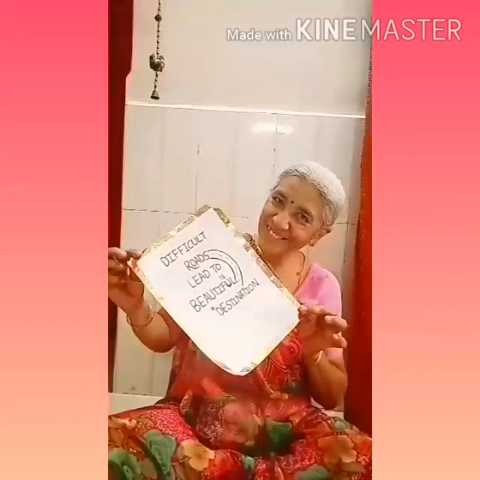 Made with KINEMASTER
DIFFICULT
ROADS
LEAD TO
BEAUTIFUL
DESTINATION